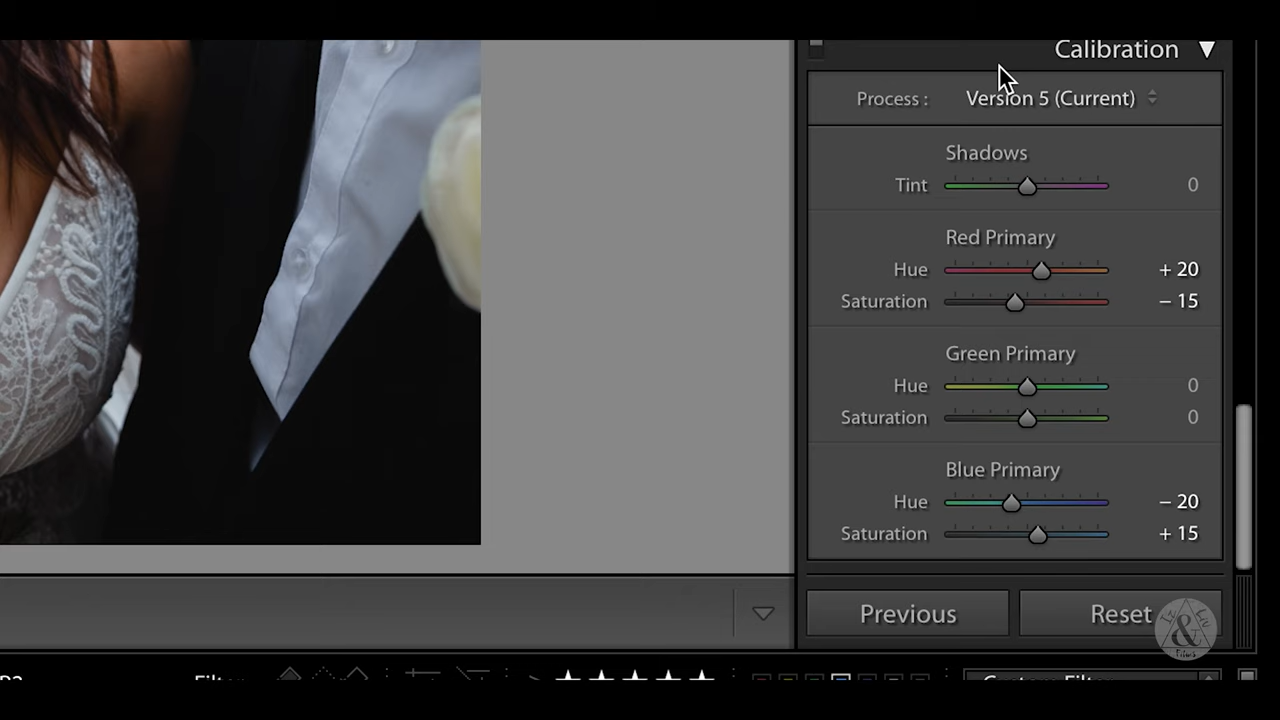 Calibration
Process : Version 5 (Current)
Shadows
Tint 0
Red Primary
Hue + 20
Saturation − 15
Green Primary
Hue 0
Saturation 0
Blue Primary
Hue − 20
Saturation + 15
Previous Reset
&
Films